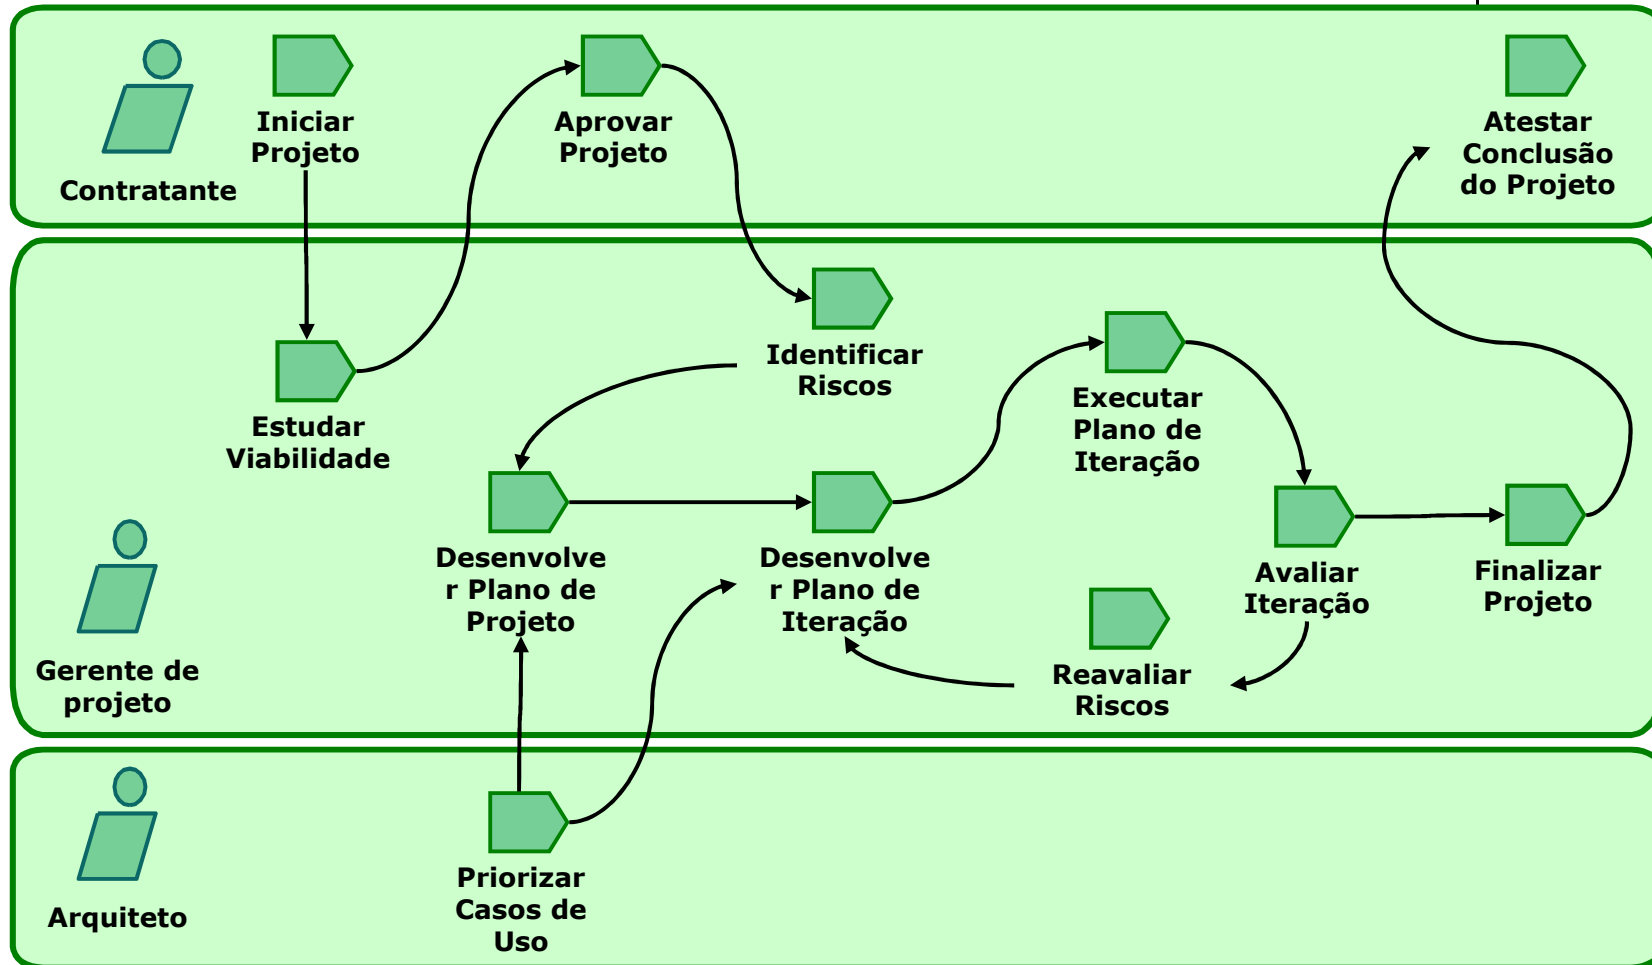 Contratante
Iniciar
Projeto
Aprovar
Projeto
Atestar
Conclusão
do Projeto
Gerente de
projeto
Estudar
Viabilidade
Identificar
Riscos
Desenvolve
r Plano de
Projeto
Desenvolve
r Plano de
Iteração
Executar
Plano de
Iteração
Reavaliar
Riscos
Avaliar
Iteração
Finalizar
Projeto
Arquiteto
Priorizar
Casos de
Uso